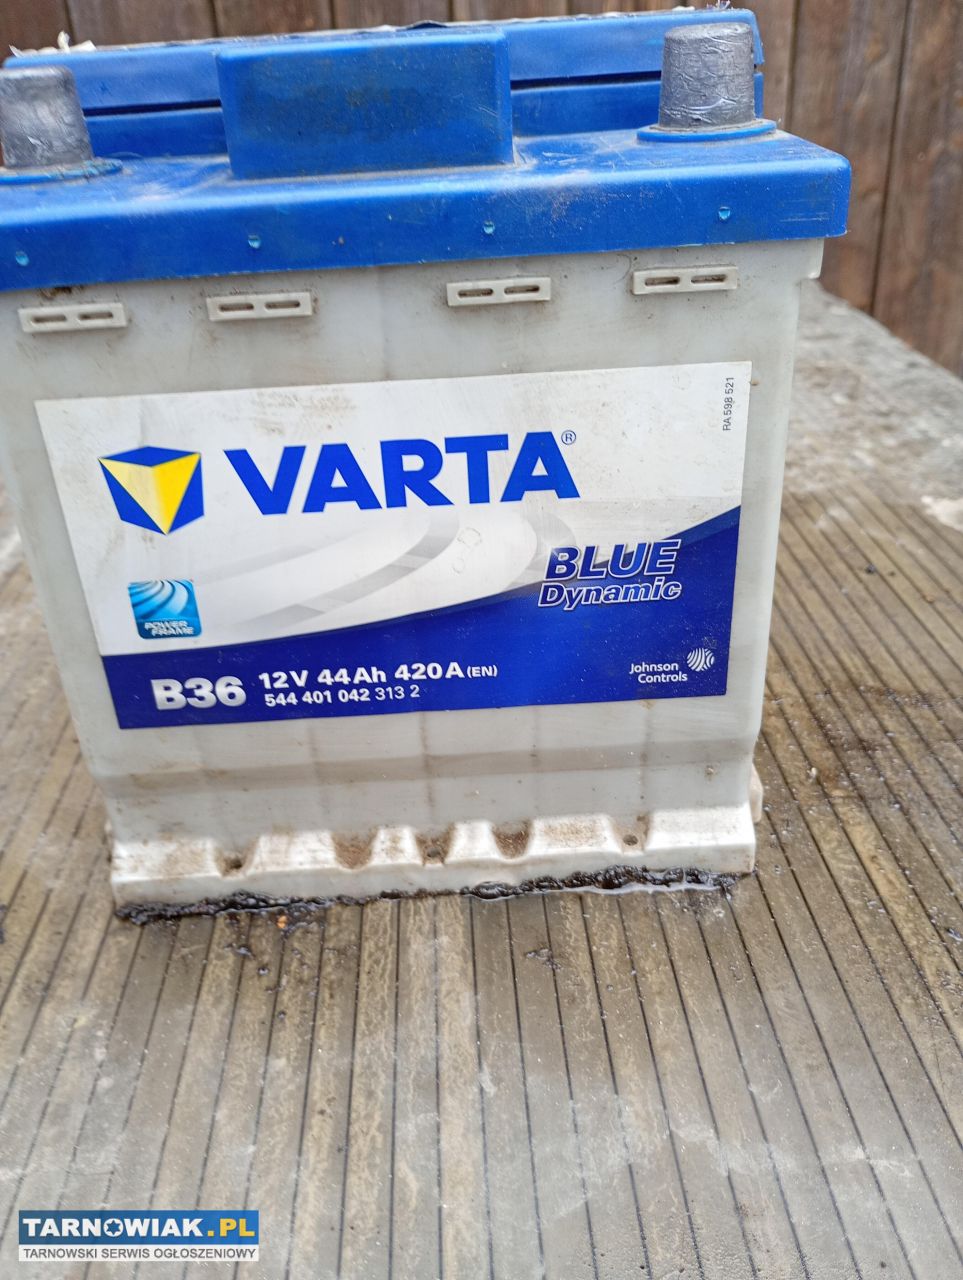 RA 598 521
VARTA®
BLUE
Dynamic
POWER
FRAME
B36 12V 44Ah 420A (EN)
544 401 042 313 2
Johnson
Controls
TARNOWIAK.PL
TARNOWSKI SERWIS OGŁOSZENIOWY